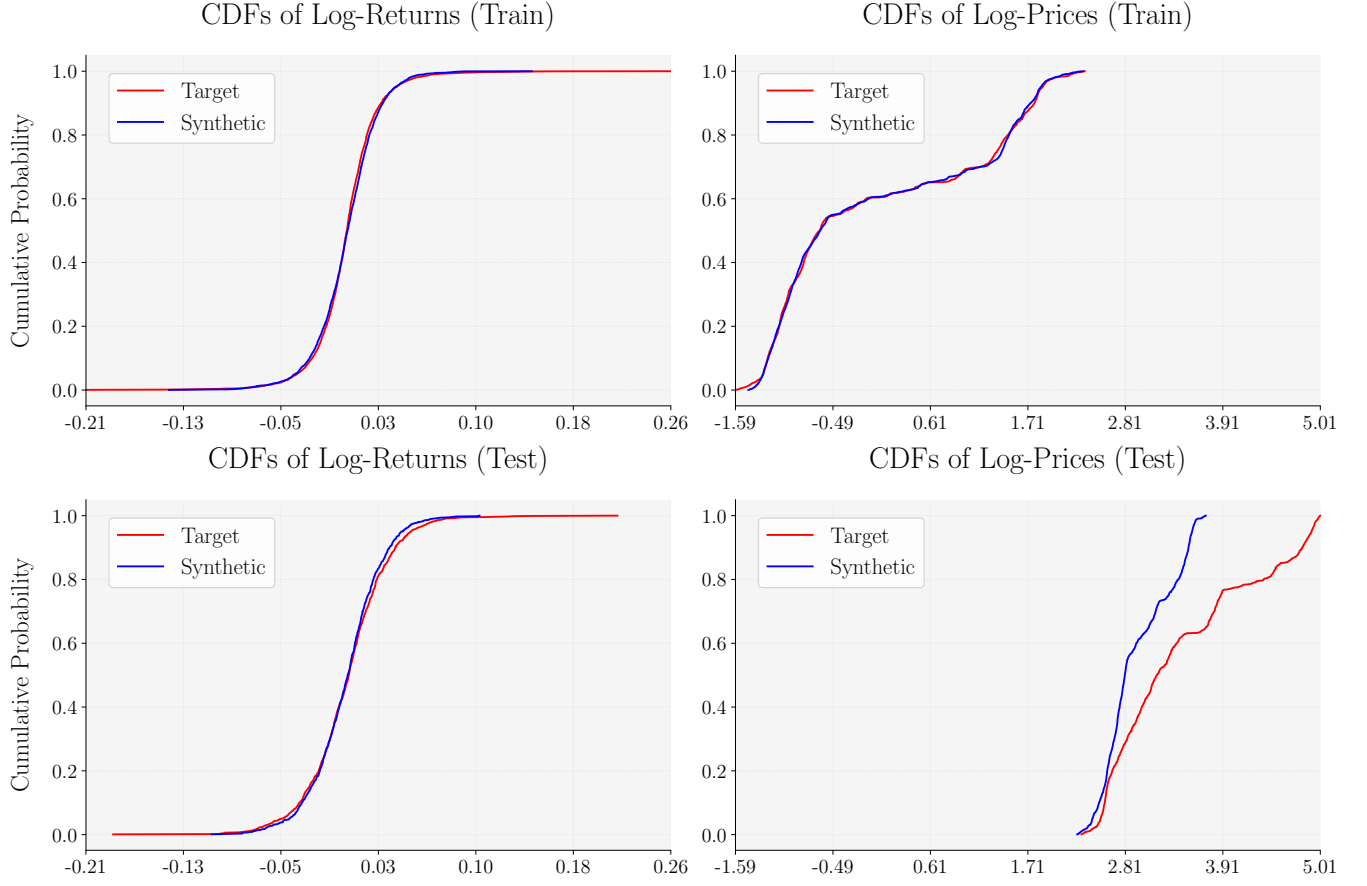 CDFs of Log-Returns (Train)
Cumulative Probability
1.0
0.8
0.6
0.4
0.2
0.0
Target
Synthetic
-0.21 -0.13 -0.05 0.03 0.10 0.18 0.26
CDFs of Log-Prices (Train)
1.0
0.8
0.6
0.4
0.2
0.0
Target
Synthetic
-1.59 -0.49 0.61 1.71 2.81 3.91 5.01
CDFs of Log-Returns (Test)
Cumulative Probability
1.0
0.8
0.6
0.4
0.2
0.0
Target
Synthetic
-0.21 -0.13 -0.05 0.03 0.10 0.18 0.26
CDFs of Log-Prices (Test)
1.0
0.8
0.6
0.4
0.2
0.0
Target
Synthetic
-1.59 -0.49 0.61 1.71 2.81 3.91 5.01